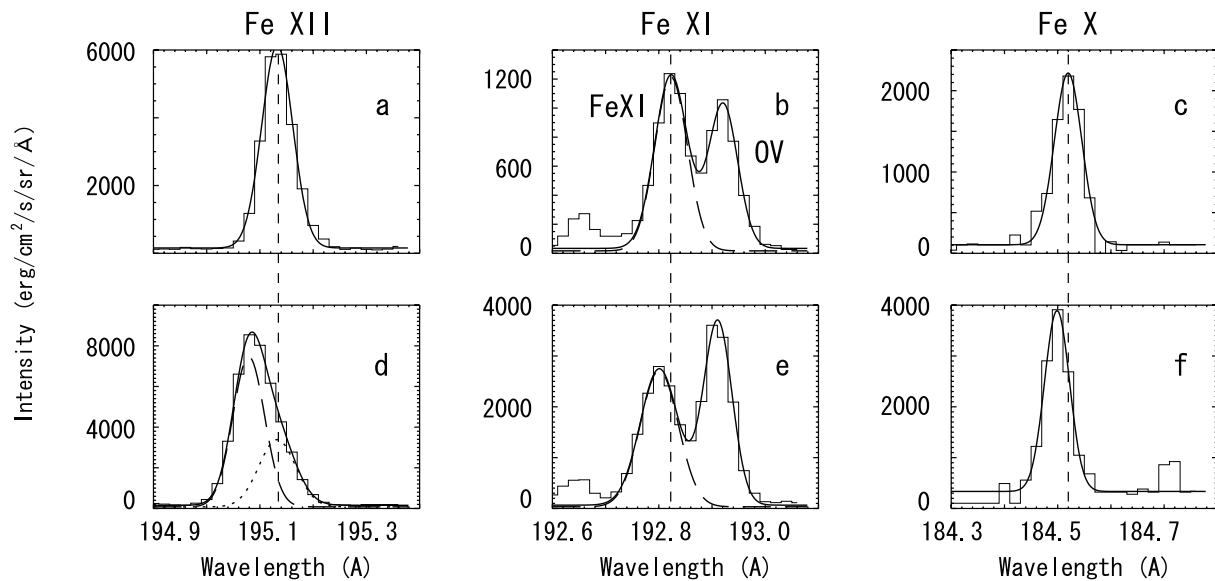 Fe XII
Fe XI
Fe X
Intensity (erg/cm²/s/sr/Å)
6000
2000
a
1200
600
0
FeXI
b
OV
2000
1000
0
c
8000
4000
0
d
194.9
195.1
195.3
Wavelength (A)
4000
2000
0
e
192.6
192.8
193.0
Wavelength (A)
4000
2000
0
f
184.3
184.5
184.7
Wavelength (A)